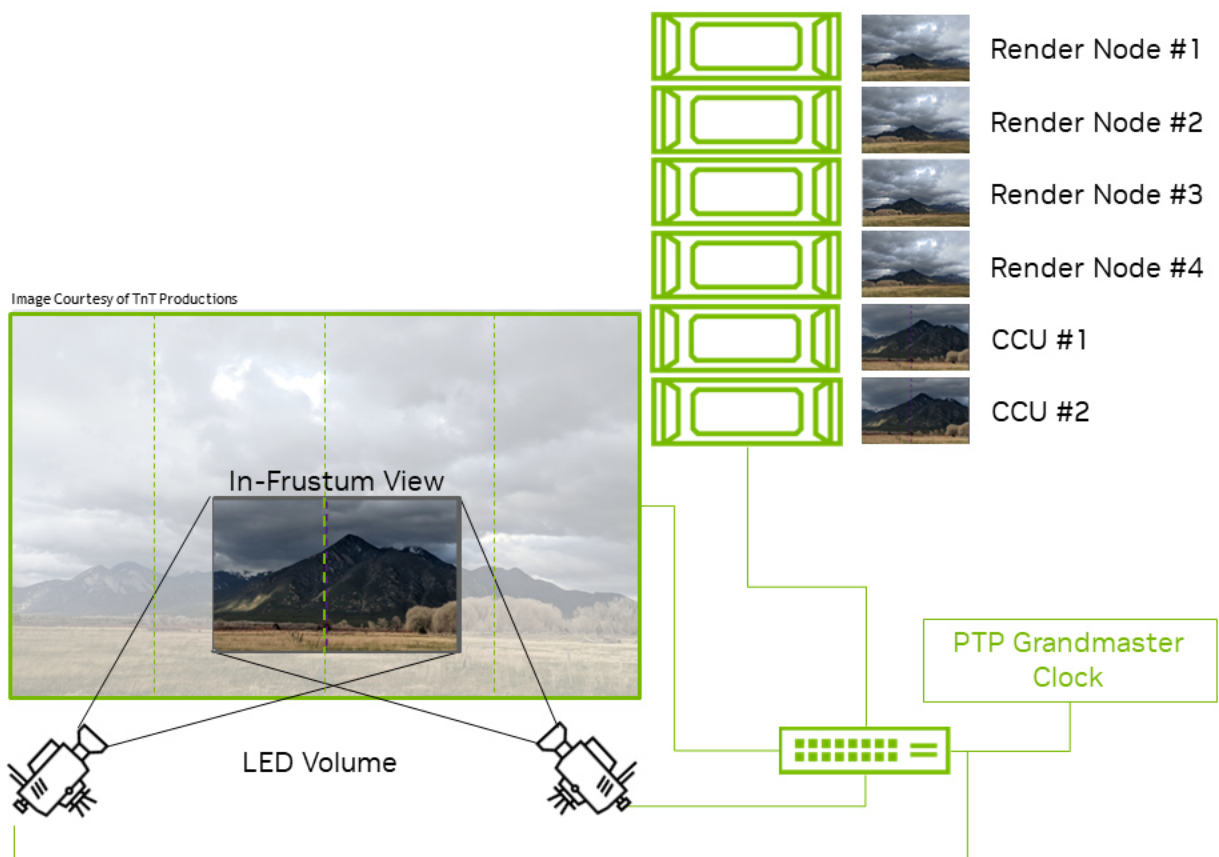 Render Node #1
Render Node #2
Render Node #3
Render Node #4
CCU #1
CCU #2
Image Courtesy of TnT Productions
In-Frustum View
PTP Grandmaster
Clock
LED Volume